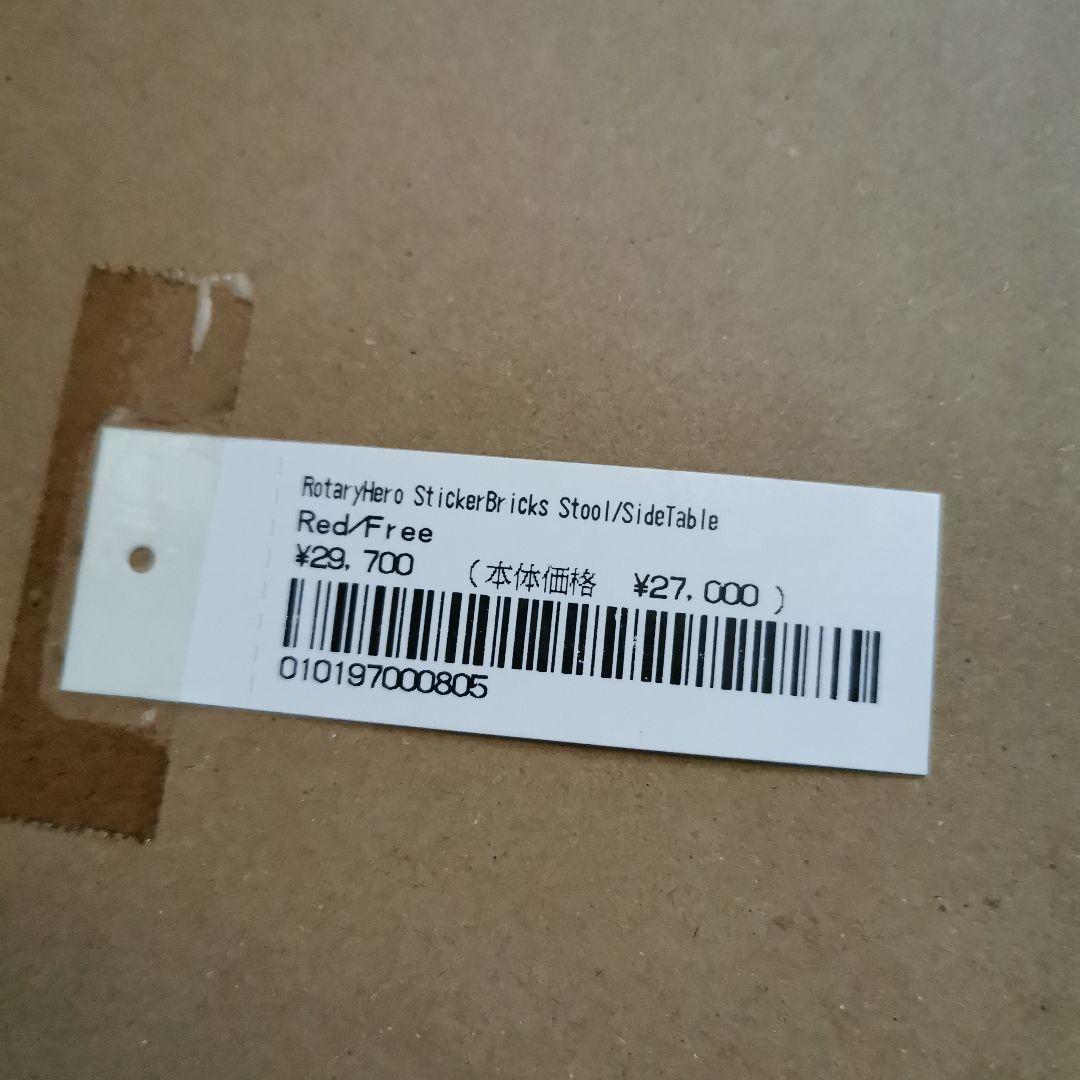 RotaryHero StickerBricks Stool/SideTable
Red/Free
¥29,700 (本体価格 ¥27,000)
010197000805